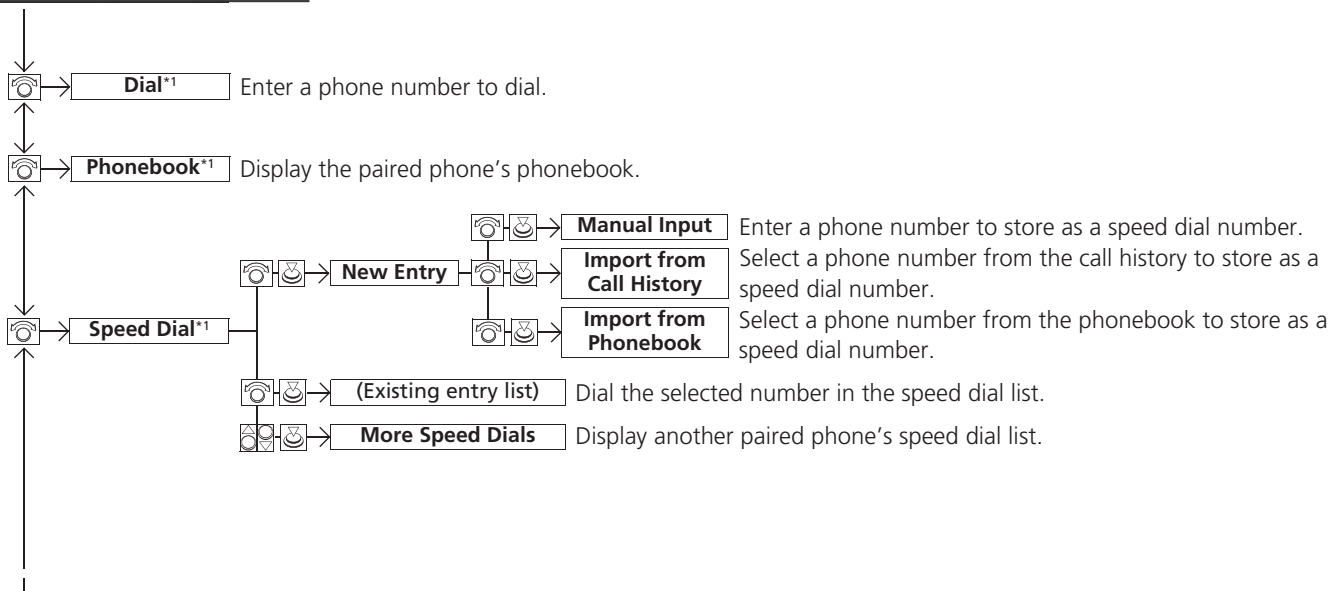 Dial*1 Enter a phone number to dial.
Phonebook*1 Display the paired phone’s phonebook.
Manual Input Enter a phone number to store as a speed dial number.
New Entry
Import from
Call History
Select a phone number from the call history to store as a
speed dial number.
Speed Dial*1
Import from
Phonebook
Select a phone number from the phonebook to store as a
speed dial number.
(Existing entry list) Dial the selected number in the speed dial list.
More Speed Dials Display another paired phone’s speed dial list.